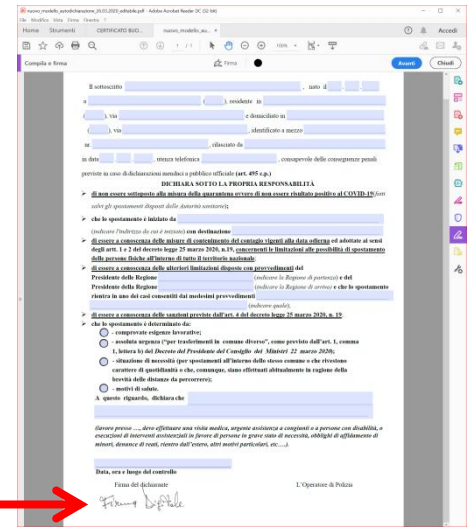 nuovo_modello_autodichiarazione_26.03.2020_editabile.pdf - Adobe Acrobat Reader DC (32-bit)
File Modifica Vista Firma Finestra ?
Home Strumenti CERTIFICATO BUO... nuovo_modello_au... × Accedi
1 / 1 100%
Compila e firma Firma Avanti Chiudi
Il sottoscritto , nato il . .
a ( ), residente in
( ), via e domiciliato in
( ), via , identificato a mezzo
nr. , rilasciato da
in data . . , utenza telefonica , consapevole delle conseguenze penali
previste in caso di dichiarazioni mendaci a pubblico ufficiale (art. 495 c.p.)
DICHIARA SOTTO LA PROPRIA RESPONSABILITÀ
➢ di non essere sottoposto alla misura della quarantena ovvero di non essere risultato positivo al COVID-19 (fatti
salvi gli spostamenti disposti dalle Autorità sanitarie);
➢ che lo spostamento è iniziato da
(indicare l'indirizzo da cui è iniziato) con destinazione
➢ di essere a conoscenza delle misure di contenimento del contagio vigenti alla data odierna ed adottate ai sensi
degli artt. 1 e 2 del decreto legge 25 marzo 2020, n.19, concernenti le limitazioni alle possibilità di spostamento
delle persone fisiche all'interno di tutto il territorio nazionale;
➢ di essere a conoscenza delle ulteriori limitazioni disposte con provvedimenti del
Presidente della Regione (indicare la Regione di partenza) e del
Presidente della Regione (indicare la Regione di arrivo) e che lo spostamento
rientra in uno dei casi consentiti dai medesimi provvedimenti
(indicare quale);
➢ di essere a conoscenza delle sanzioni previste dall'art. 4 del decreto legge 25 marzo 2020, n. 19;
➢ che lo spostamento è determinato da:
- comprovate esigenze lavorative;
- assoluta urgenza ("per trasferimenti in comune diverso", come previsto dall'art. 1, comma
1, lettera b) del Decreto del Presidente del Consiglio dei Ministri 22 marzo 2020);
- situazione di necessità (per spostamenti all'interno dello stesso comune o che rivestono
carattere di quotidianità o che, comunque, siano effettuati abitualmente in ragione della
brevità delle distanze da percorrere);
- motivi di salute.
A questo riguardo, dichiara che
(lavoro presso ..., devo effettuare una visita medica, urgente assistenza a congiunti o a persone con disabilità, o
esecuzioni di interventi assistenziali in favore di persone in grave stato di necessità, obblighi di affidamento di
minori, denunce di reati, rientro dall'estero, altri motivi particolari, etc....).
Data, ora e luogo del controllo
Firma del dichiarante L'Operatore di Polizia
Firma Digitale